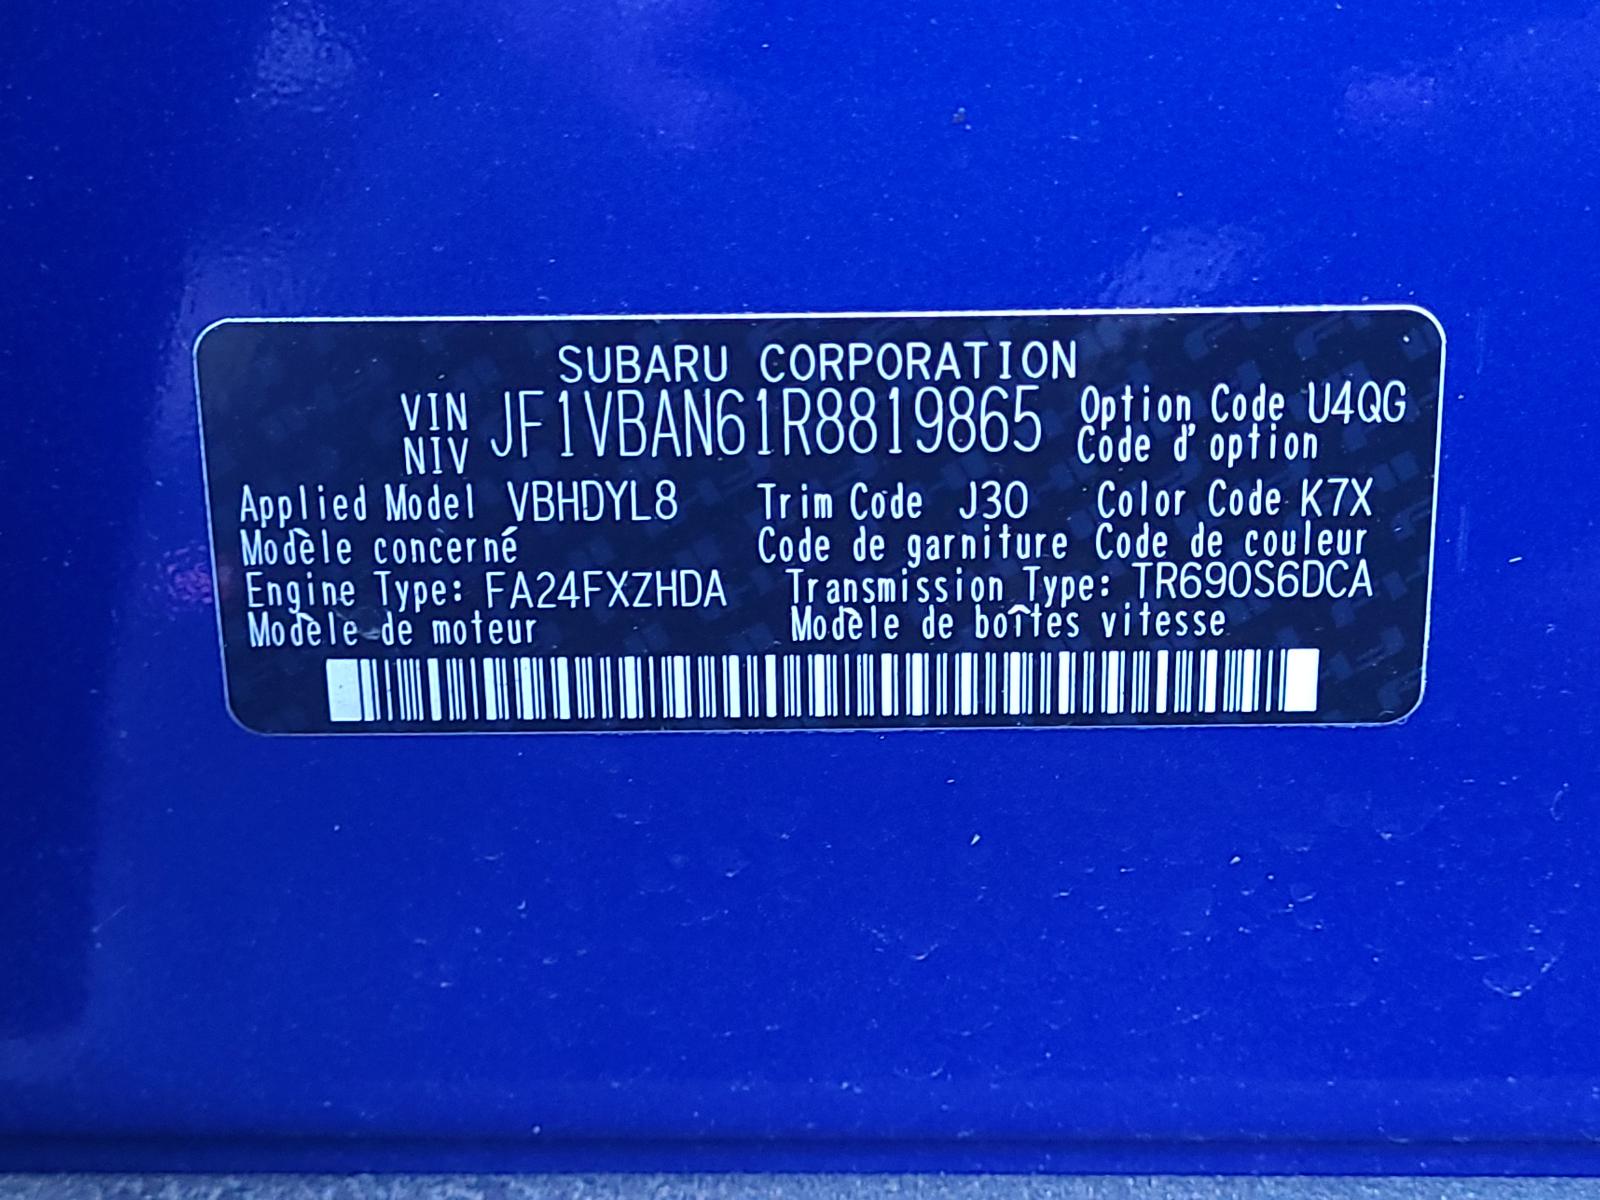 SUBARU CORPORATION
VIN JF1VBAN61R8819865 Option Code U4QG
NIV Code d'option
Applied Model VBHDYL8 Trim Code J30 Color Code K7X
Modèle concerné Code de garniture Code de couleur
Engine Type: FA24FXZHDA Transmission Type: TR690S6DCA
Modèle de moteur Modèle de boîtes vitesse